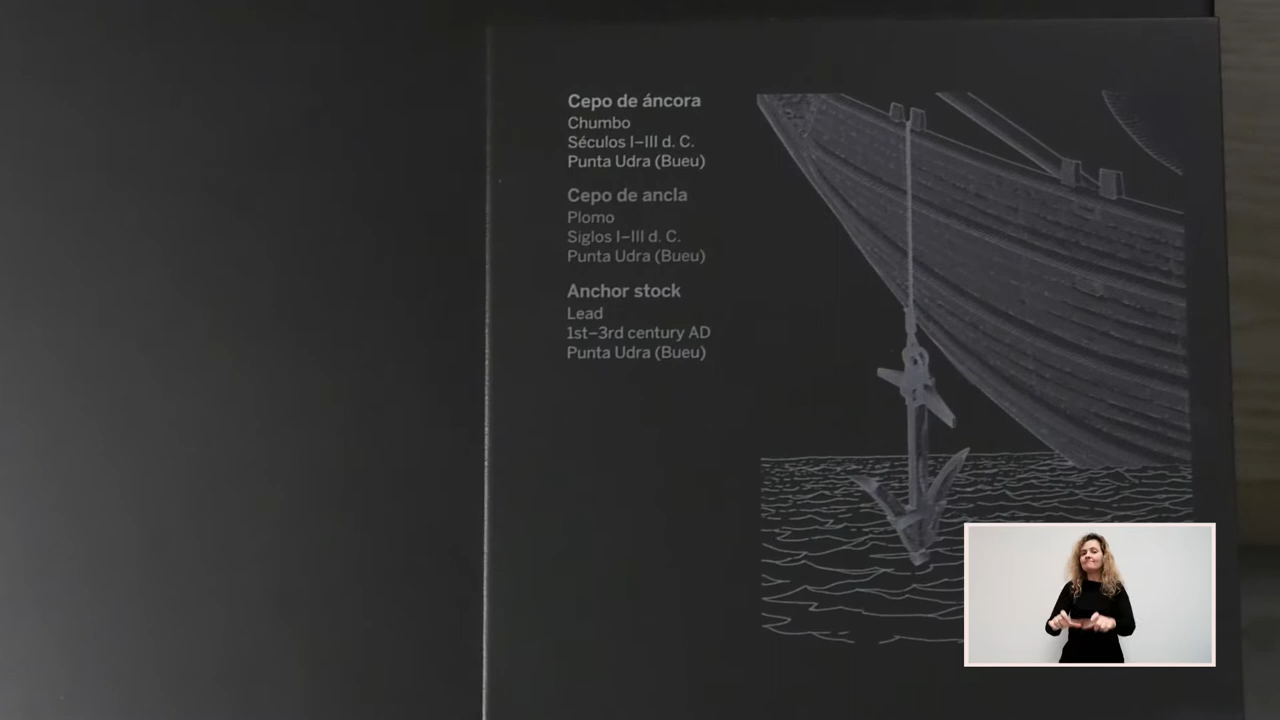 Cepo de áncora
Chumbo
Séculos I–III d. C.
Punta Udra (Bueu)
Cepo de ancla
Plomo
Siglos I–III d. C.
Punta Udra (Bueu)
Anchor stock
Lead
1st–3rd century AD
Punta Udra (Bueu)